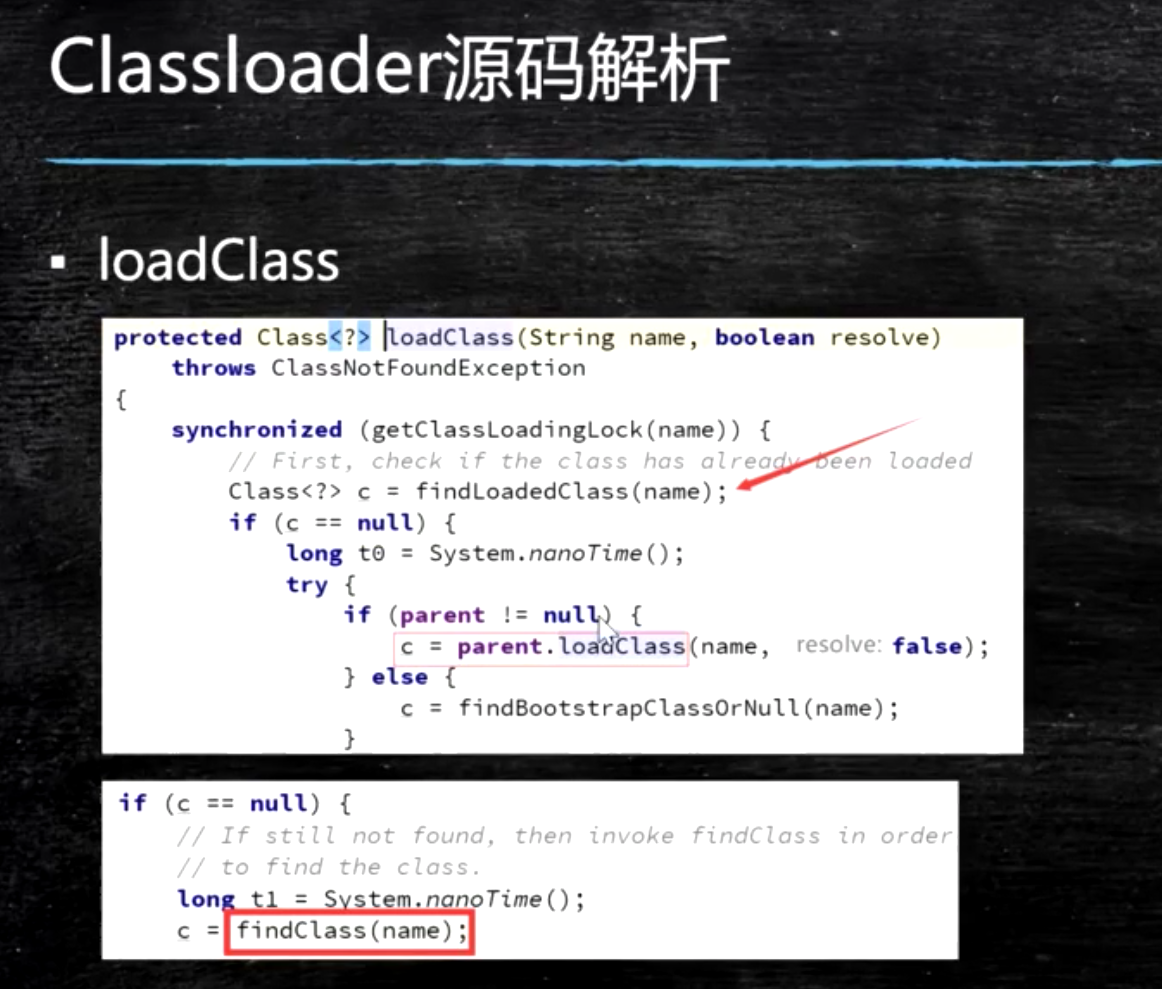 Classloader源码解析
▪ loadClass
protected Class<?> loadClass(String name, boolean resolve)
throws ClassNotFoundException
{
synchronized (getClassLoadingLock(name)) {
// First, check if the class has already been loaded
Class<?> c = findLoadedClass(name);
if (c == null) {
long t0 = System.nanoTime();
try {
if (parent != null) {
c = parent.loadClass(name, resolve: false);
} else {
c = findBootstrapClassOrNull(name);
}
if (c == null) {
// If still not found, then invoke findClass in order
// to find the class.
long t1 = System.nanoTime();
c = findClass(name);